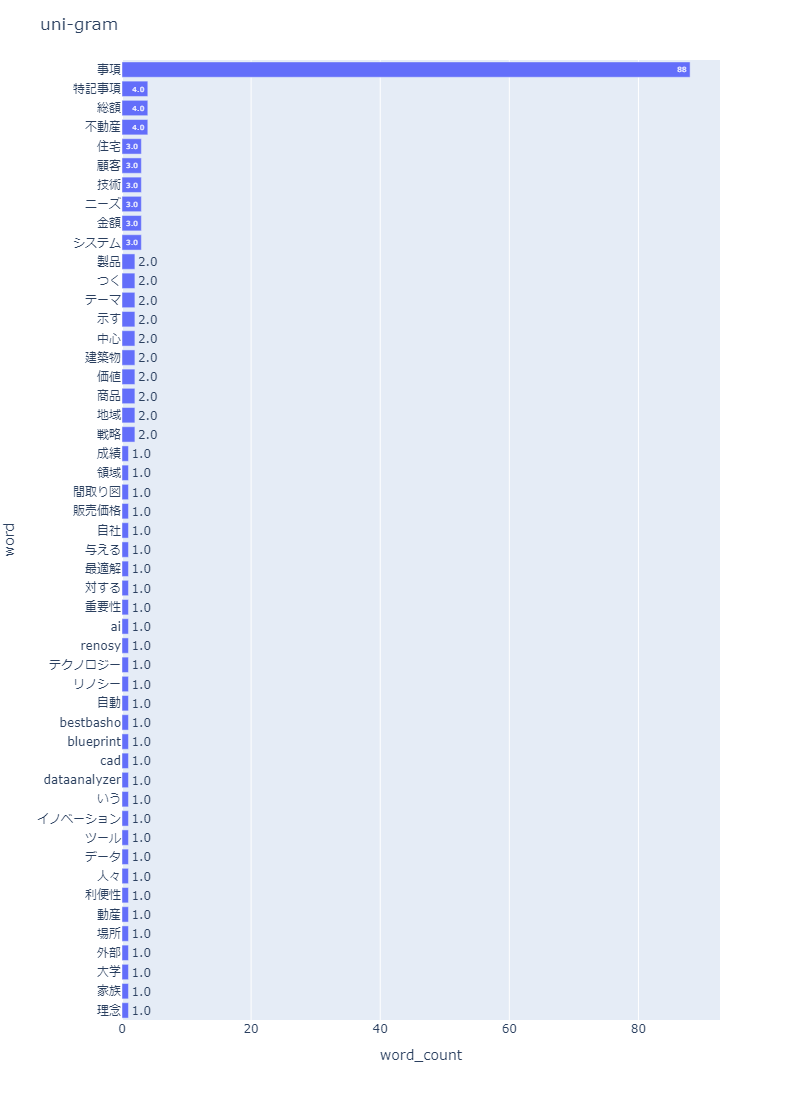 uni-gram
事項 88
特記事項 4.0
総額 4.0
不動産 4.0
住宅 3.0
顧客 3.0
技術 3.0
ニーズ 3.0
金額 3.0
システム 3.0
製品 2.0
つく 2.0
テーマ 2.0
示す 2.0
中心 2.0
建築物 2.0
価値 2.0
商品 2.0
地域 2.0
戦略 2.0
成績 1.0
領域 1.0
間取り図 1.0
販売価格 1.0
自社 1.0
与える 1.0
最適解 1.0
対する 1.0
重要性 1.0
ai 1.0
renosy 1.0
テクノロジー 1.0
リノシー 1.0
自動 1.0
bestbasho 1.0
blueprint 1.0
cad 1.0
dataanalyzer 1.0
いう 1.0
イノベーション 1.0
ツール 1.0
データ 1.0
人々 1.0
利便性 1.0
動産 1.0
場所 1.0
外部 1.0
大学 1.0
家族 1.0
理念 1.0
word
0 20 40 60 80
word_count